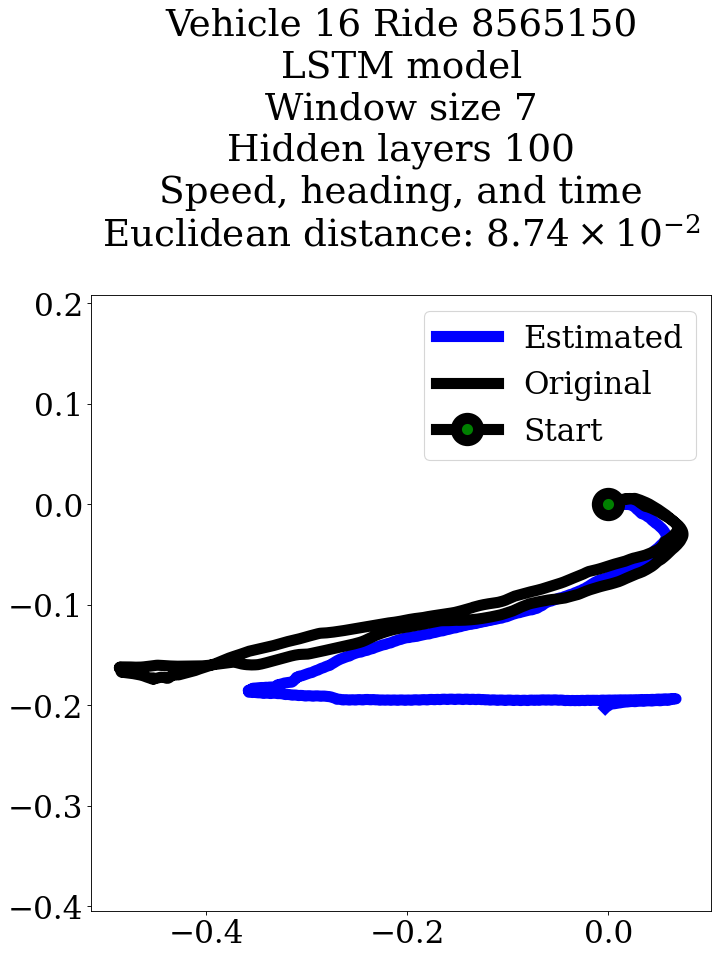 Vehicle 16 Ride 8565150
LSTM model
Window size 7
Hidden layers 100
Speed, heading, and time
Euclidean distance: 8.74 × 10⁻²
0.2
0.1
0.0
−0.1
−0.2
−0.3
−0.4
Estimated
Original
Start
−0.4 −0.2 0.0